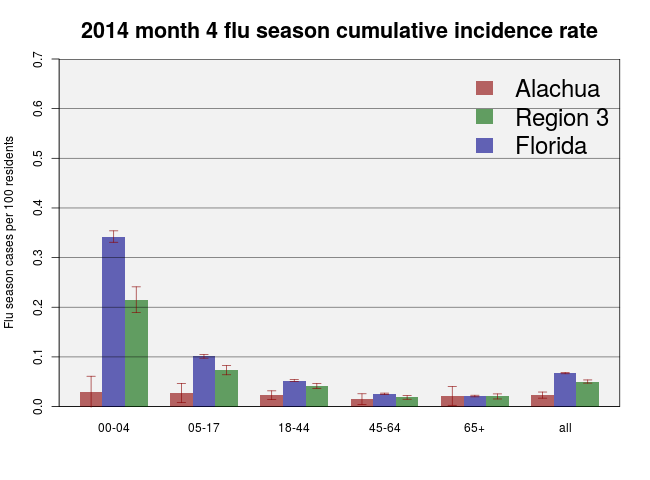 2014 month 4 flu season cumulative incidence rate
Flu season cases per 100 residents
0.7
0.6
0.5
0.4
0.3
0.2
0.1
0.0
Alachua
Region 3
Florida
00-04 05-17 18-44 45-64 65+ all